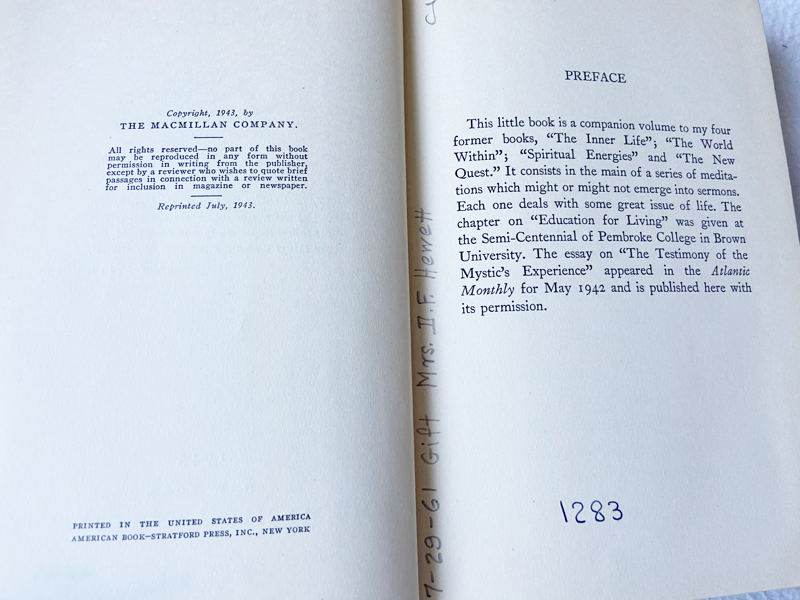 Copyright, 1943, by
THE MACMILLAN COMPANY.
All rights reserved—no part of this book
may be reproduced in any form without
permission in writing from the publisher,
except by a reviewer who wishes to quote brief
passages in connection with a review written
for inclusion in magazine or newspaper.
Reprinted July, 1943.
PRINTED IN THE UNITED STATES OF AMERICA
AMERICAN BOOK—STRATFORD PRESS, INC., NEW YORK
7-29-61 Gift Mrs. D.F. Hewett
PREFACE
This little book is a companion volume to my four
former books, “The Inner Life”; “The World
Within”; “Spiritual Energies” and “The New
Quest.” It consists in the main of a series of medita-
tions which might or might not emerge into sermons.
Each one deals with some great issue of life. The
chapter on “Education for Living” was given at
the Semi-Centennial of Pembroke College in Brown
University. The essay on “The Testimony of the
Mystic’s Experience” appeared in the Atlantic
Monthly for May 1942 and is published here with
its permission.
1283